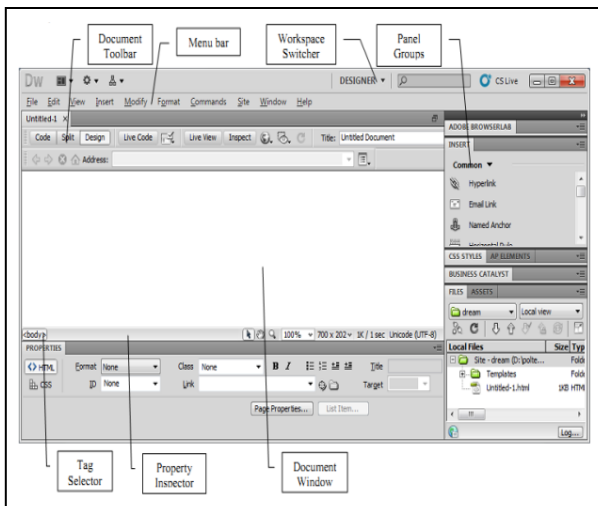 Document Toolbar
Menu bar
Workspace Switcher
Panel Groups
Dw
DESIGNER
CS Live
File Edit View Insert Modify Format Commands Site Window Help
Untitled-1
Code Split Design Live Code Live View Inspect Title: Untitled Document
Address:
ADOBE BROWSERLAB
INSERT
Common
Hyperlink
Email Link
Named Anchor
Horizontal Rule
CSS STYLES AP ELEMENTS
BUSINESS CATALYST
FILES ASSETS
dream Local view
Local Files Size Typ
Site - dream (D:\polte... Folde
Templates Folde
Untitled-1.html 1KB HTMl
Log...
<body> 100% 700 x 202 1K / 1 sec Unicode (UTF-8)
PROPERTIES
<> HTML Format None Class None B I Title
CSS ID None Link Target
Page Properties... List Item...
Tag Selector
Property Inspector
Document Window